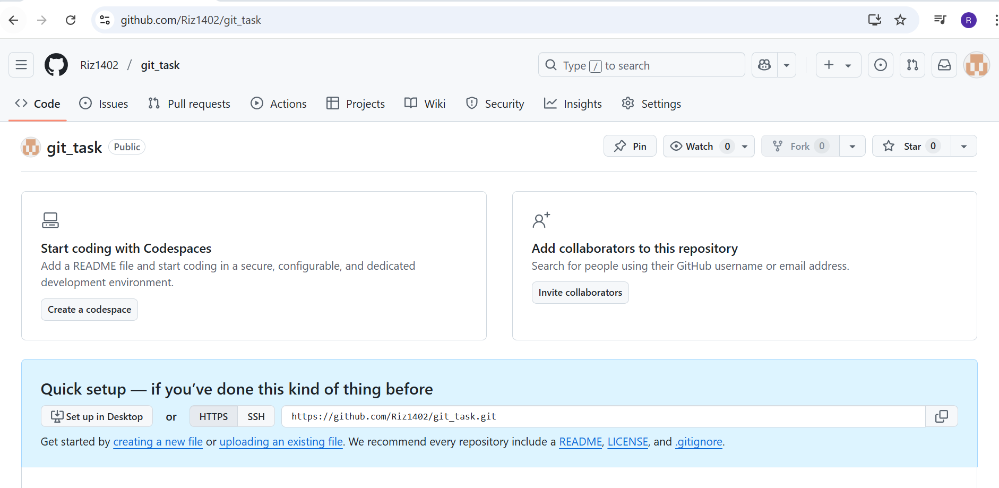 github.com/Riz1402/git_task
R
Riz1402 / git_task
Type / to search
Code Issues Pull requests Actions Projects Wiki Security Insights Settings
git_task Public
Pin Watch 0 Fork 0 Star 0
Start coding with Codespaces
Add a README file and start coding in a secure, configurable, and dedicated
development environment.
Create a codespace
Add collaborators to this repository
Search for people using their GitHub username or email address.
Invite collaborators
Quick setup — if you’ve done this kind of thing before
Set up in Desktop or HTTPS SSH https://github.com/Riz1402/git_task.git
Get started by creating a new file or uploading an existing file. We recommend every repository include a README, LICENSE, and .gitignore.